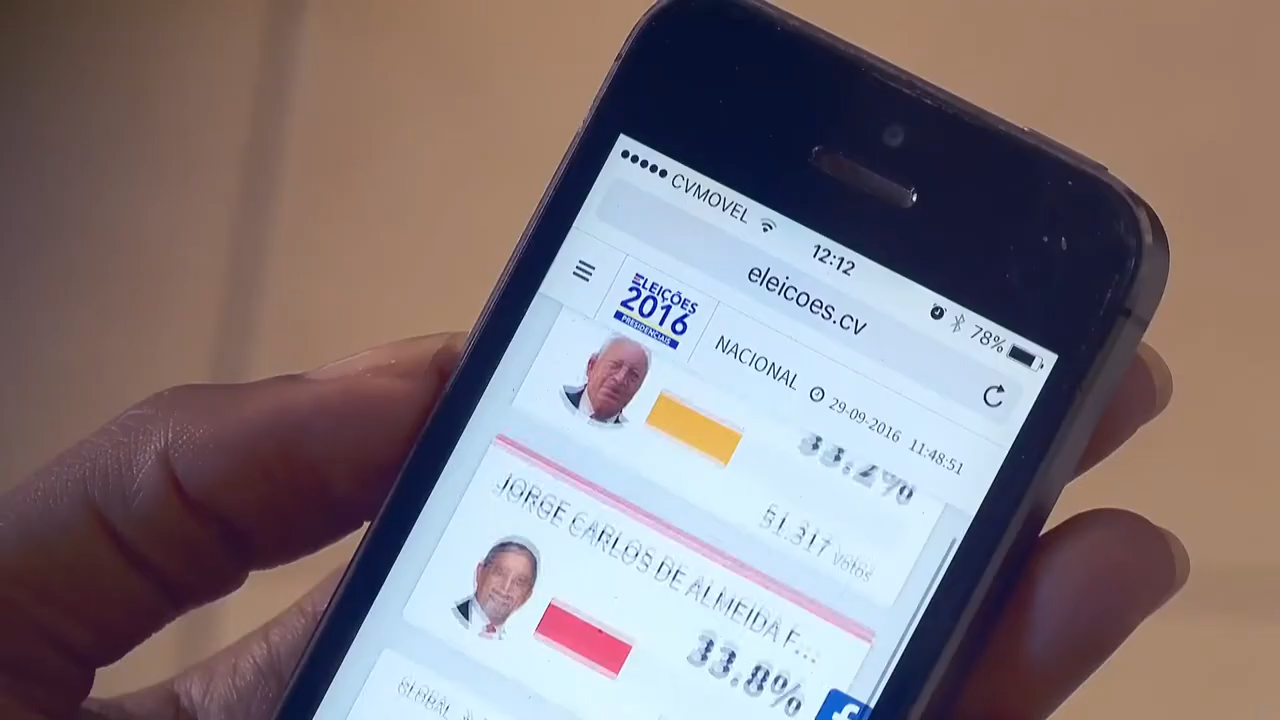 CVMOVEL 12:12 78%
eleicoes.cv
ELEIÇÕES
2016
PRESIDENCIAIS
NACIONAL 29-09-2016 11:48:51
51.317 votos
JORGE CARLOS DE ALMEIDA F...
33.8%
GLOBAL
f